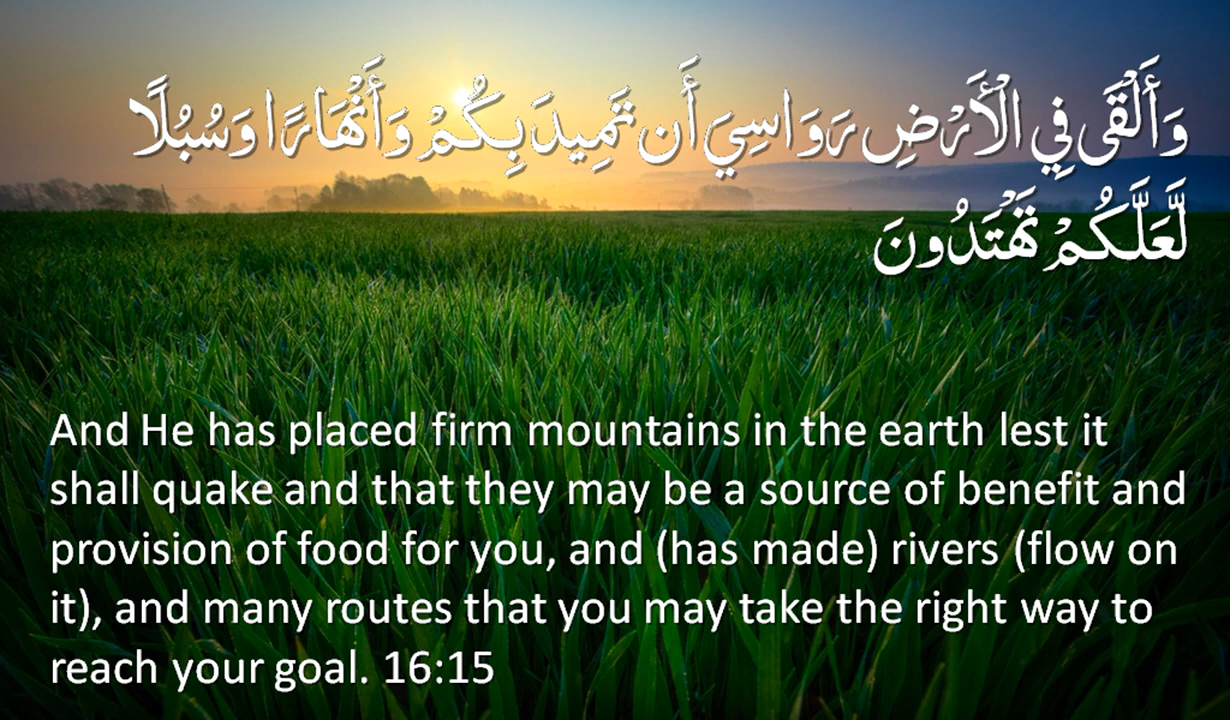 وَأَلْقَى فِي الْأَرْضِ رَوَاسِيَ أَن تَمِيدَ بِكُمْ وَأَنْهَارًا وَسُبُلًا
لَّعَلَّكُمْ تَهْتَدُونَ
And He has placed firm mountains in the earth lest it
shall quake and that they may be a source of benefit and
provision of food for you, and (has made) rivers (flow on
it), and many routes that you may take the right way to
reach your goal. 16:15